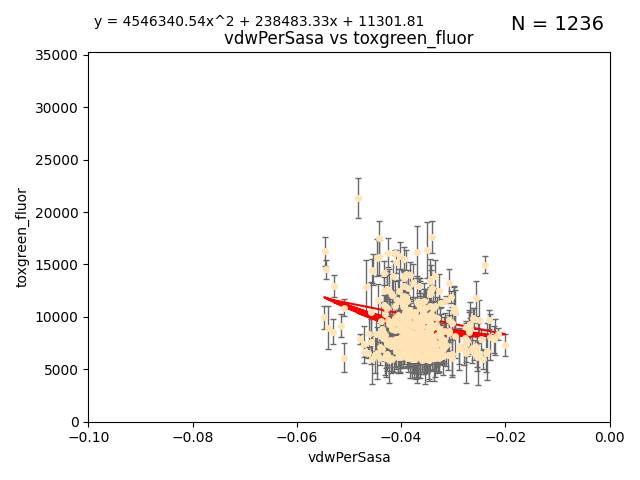 y = 4546340.54x^2 + 238483.33x + 11301.81
N = 1236
vdwPerSasa vs toxgreen_fluor
35000
30000
25000
20000
15000
10000
5000
0
toxgreen_fluor
−0.10 −0.08 −0.06 −0.04 −0.02 0.00
vdwPerSasa